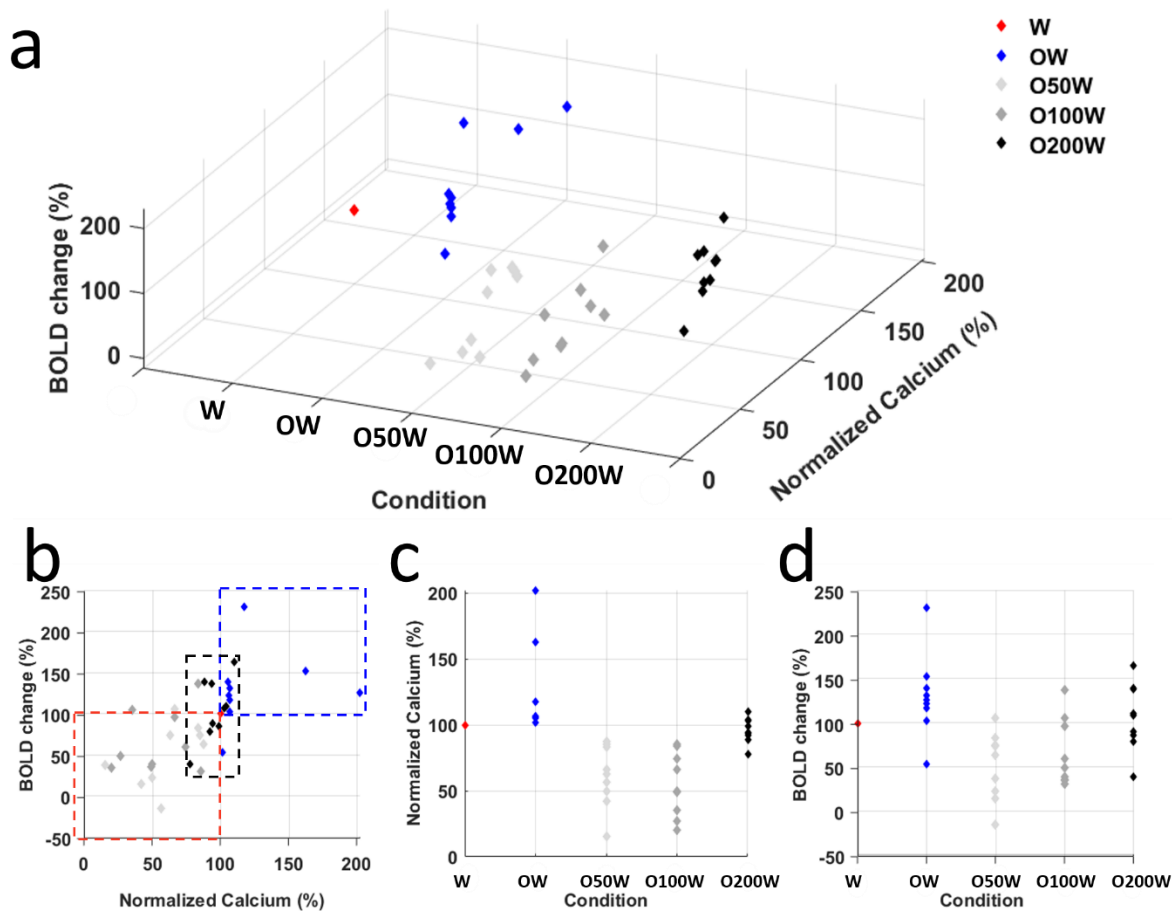 a
W
OW
O50W
O100W
O200W
BOLD change (%)
200
100
0
W
OW
O50W
O100W
O200W
Condition
0
50
100
150
200
Normalized Calcium (%)
b
BOLD change (%)
250
200
150
100
50
0
-50
0
50
100
150
200
Normalized Calcium (%)
c
Normalized Calcium (%)
200
150
100
50
0
W
OW
O50W
O100W
O200W
Condition
d
BOLD change (%)
250
200
150
100
50
0
-50
W
OW
O50W
O100W
O200W
Condition